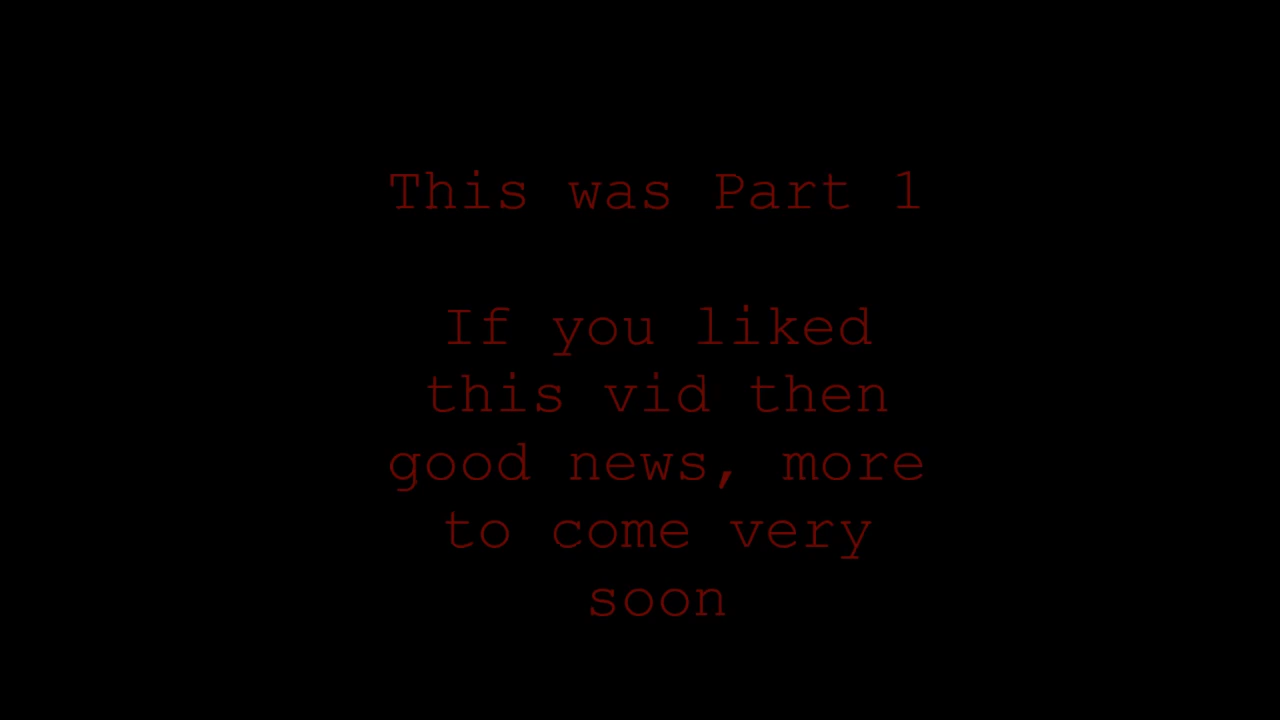 This was Part 1
If you liked
this vid then
good news, more
to come very
soon